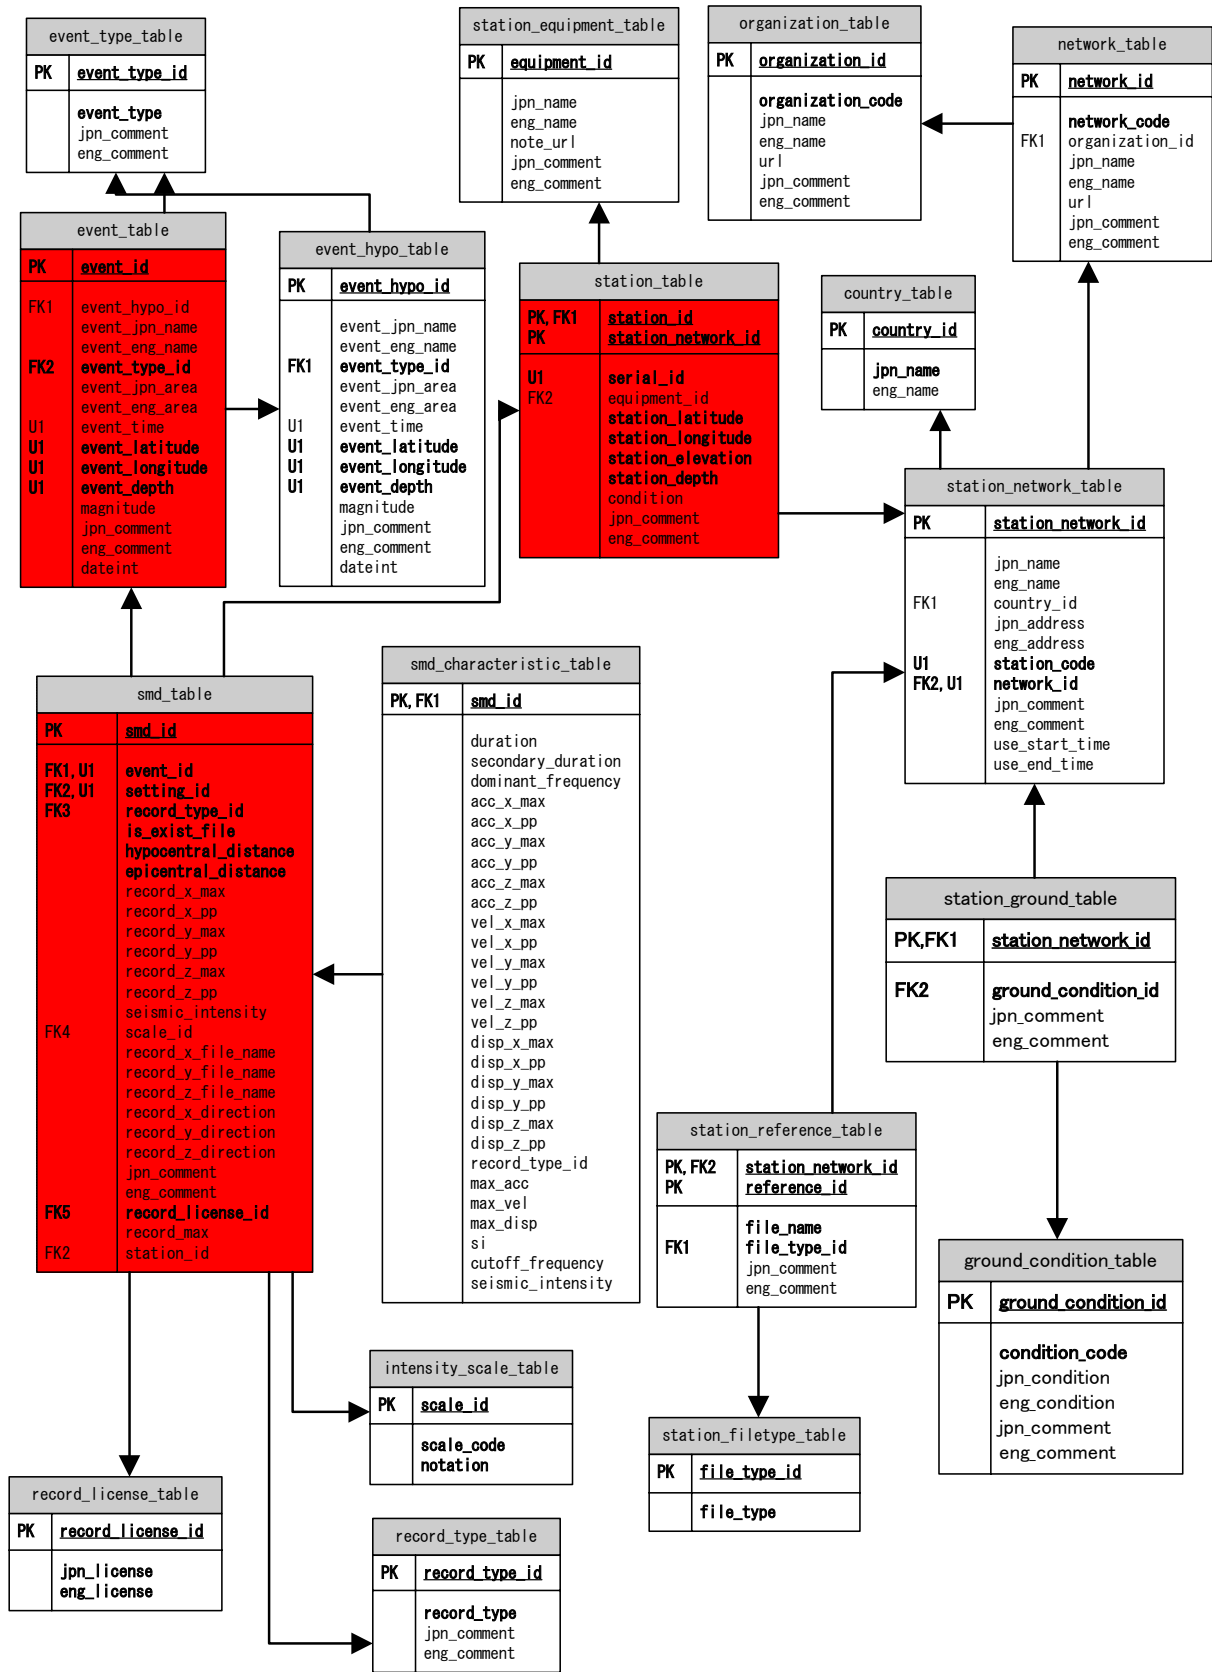 event_type_table
PK event_type_id
event_type
jpn_comment
eng_comment
station_equipment_table
PK equipment_id
jpn_name
eng_name
note_url
jpn_comment
eng_comment
organization_table
PK organization_id
organization_code
jpn_name
eng_name
url
jpn_comment
eng_comment
network_table
PK network_id
network_code
FK1 organization_id
jpn_name
eng_name
url
jpn_comment
eng_comment
event_table
PK event_id
FK1 event_hypo_id
event_jpn_name
event_eng_name
FK2 event_type_id
event_jpn_area
event_eng_area
U1 event_time
U1 event_latitude
U1 event_longitude
U1 event_depth
magnitude
jpn_comment
eng_comment
dateint
event_hypo_table
PK event_hypo_id
event_jpn_name
event_eng_name
FK1 event_type_id
event_jpn_area
event_eng_area
U1 event_time
U1 event_latitude
U1 event_longitude
U1 event_depth
magnitude
jpn_comment
eng_comment
dateint
station_table
PK, FK1 station_id
PK station_network_id
U1 serial_id
FK2 equipment_id
station_latitude
station_longitude
station_elevation
station_depth
condition
jpn_comment
eng_comment
country_table
PK country_id
jpn_name
eng_name
station_network_table
PK station_network_id
jpn_name
eng_name
FK1 country_id
jpn_address
eng_address
U1 station_code
FK2, U1 network_id
jpn_comment
eng_comment
use_start_time
use_end_time
smd_table
PK smd_id
FK1, U1 event_id
FK2, U1 setting_id
FK3 record_type_id
is_exist_file
hypocentral_distance
epicentral_distance
record_x_max
record_x_pp
record_y_max
record_y_pp
record_z_max
record_z_pp
seismic_intensity
FK4 scale_id
record_x_file_name
record_y_file_name
record_z_file_name
record_x_direction
record_y_direction
record_z_direction
jpn_comment
eng_comment
FK5 record_license_id
record_max
FK2 station_id
smd_characteristic_table
PK, FK1 smd_id
duration
secondary_duration
dominant_frequency
acc_x_max
acc_x_pp
acc_y_max
acc_y_pp
acc_z_max
acc_z_pp
vel_x_max
vel_x_pp
vel_y_max
vel_y_pp
vel_z_max
vel_z_pp
disp_x_max
disp_x_pp
disp_y_max
disp_y_pp
disp_z_max
disp_z_pp
record_type_id
max_acc
max_vel
max_disp
si
cutoff_frequency
seismic_intensity
station_ground_table
PK,FK1 station_network_id
FK2 ground_condition_id
jpn_comment
eng_comment
station_reference_table
PK, FK2 station_network_id
PK reference_id
file_name
FK1 file_type_id
jpn_comment
eng_comment
ground_condition_table
PK ground_condition_id
condition_code
jpn_condition
eng_condition
jpn_comment
eng_comment
intensity_scale_table
PK scale_id
scale_code
notation
station_filetype_table
PK file_type_id
file_type
record_license_table
PK record_license_id
jpn_license
eng_license
record_type_table
PK record_type_id
record_type
jpn_comment
eng_comment